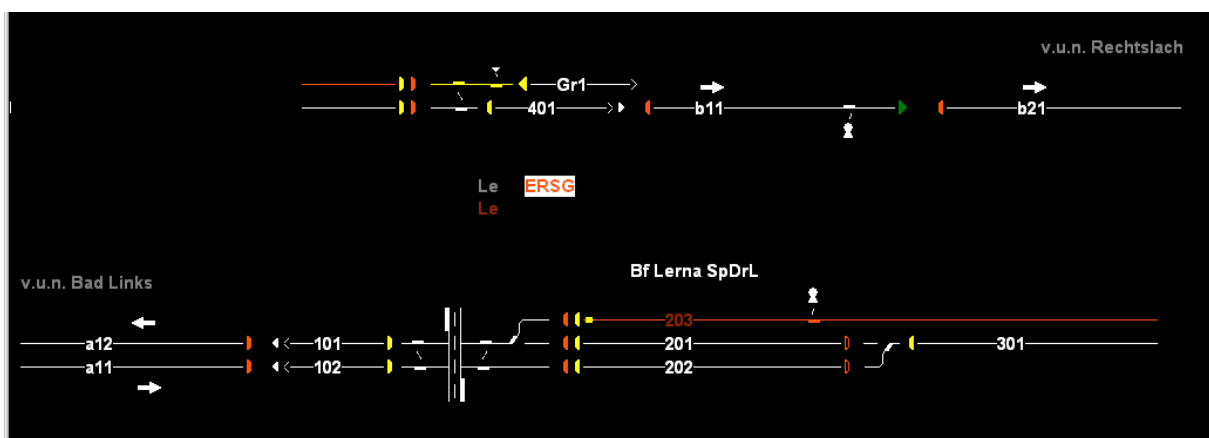 v.u.n. Rechtslach
Gr1
401 b11 b21
Le ERSG
Le
Bf Lerna SpDrL
v.u.n. Bad Links
203
a12 101 201 301
a11 102 202